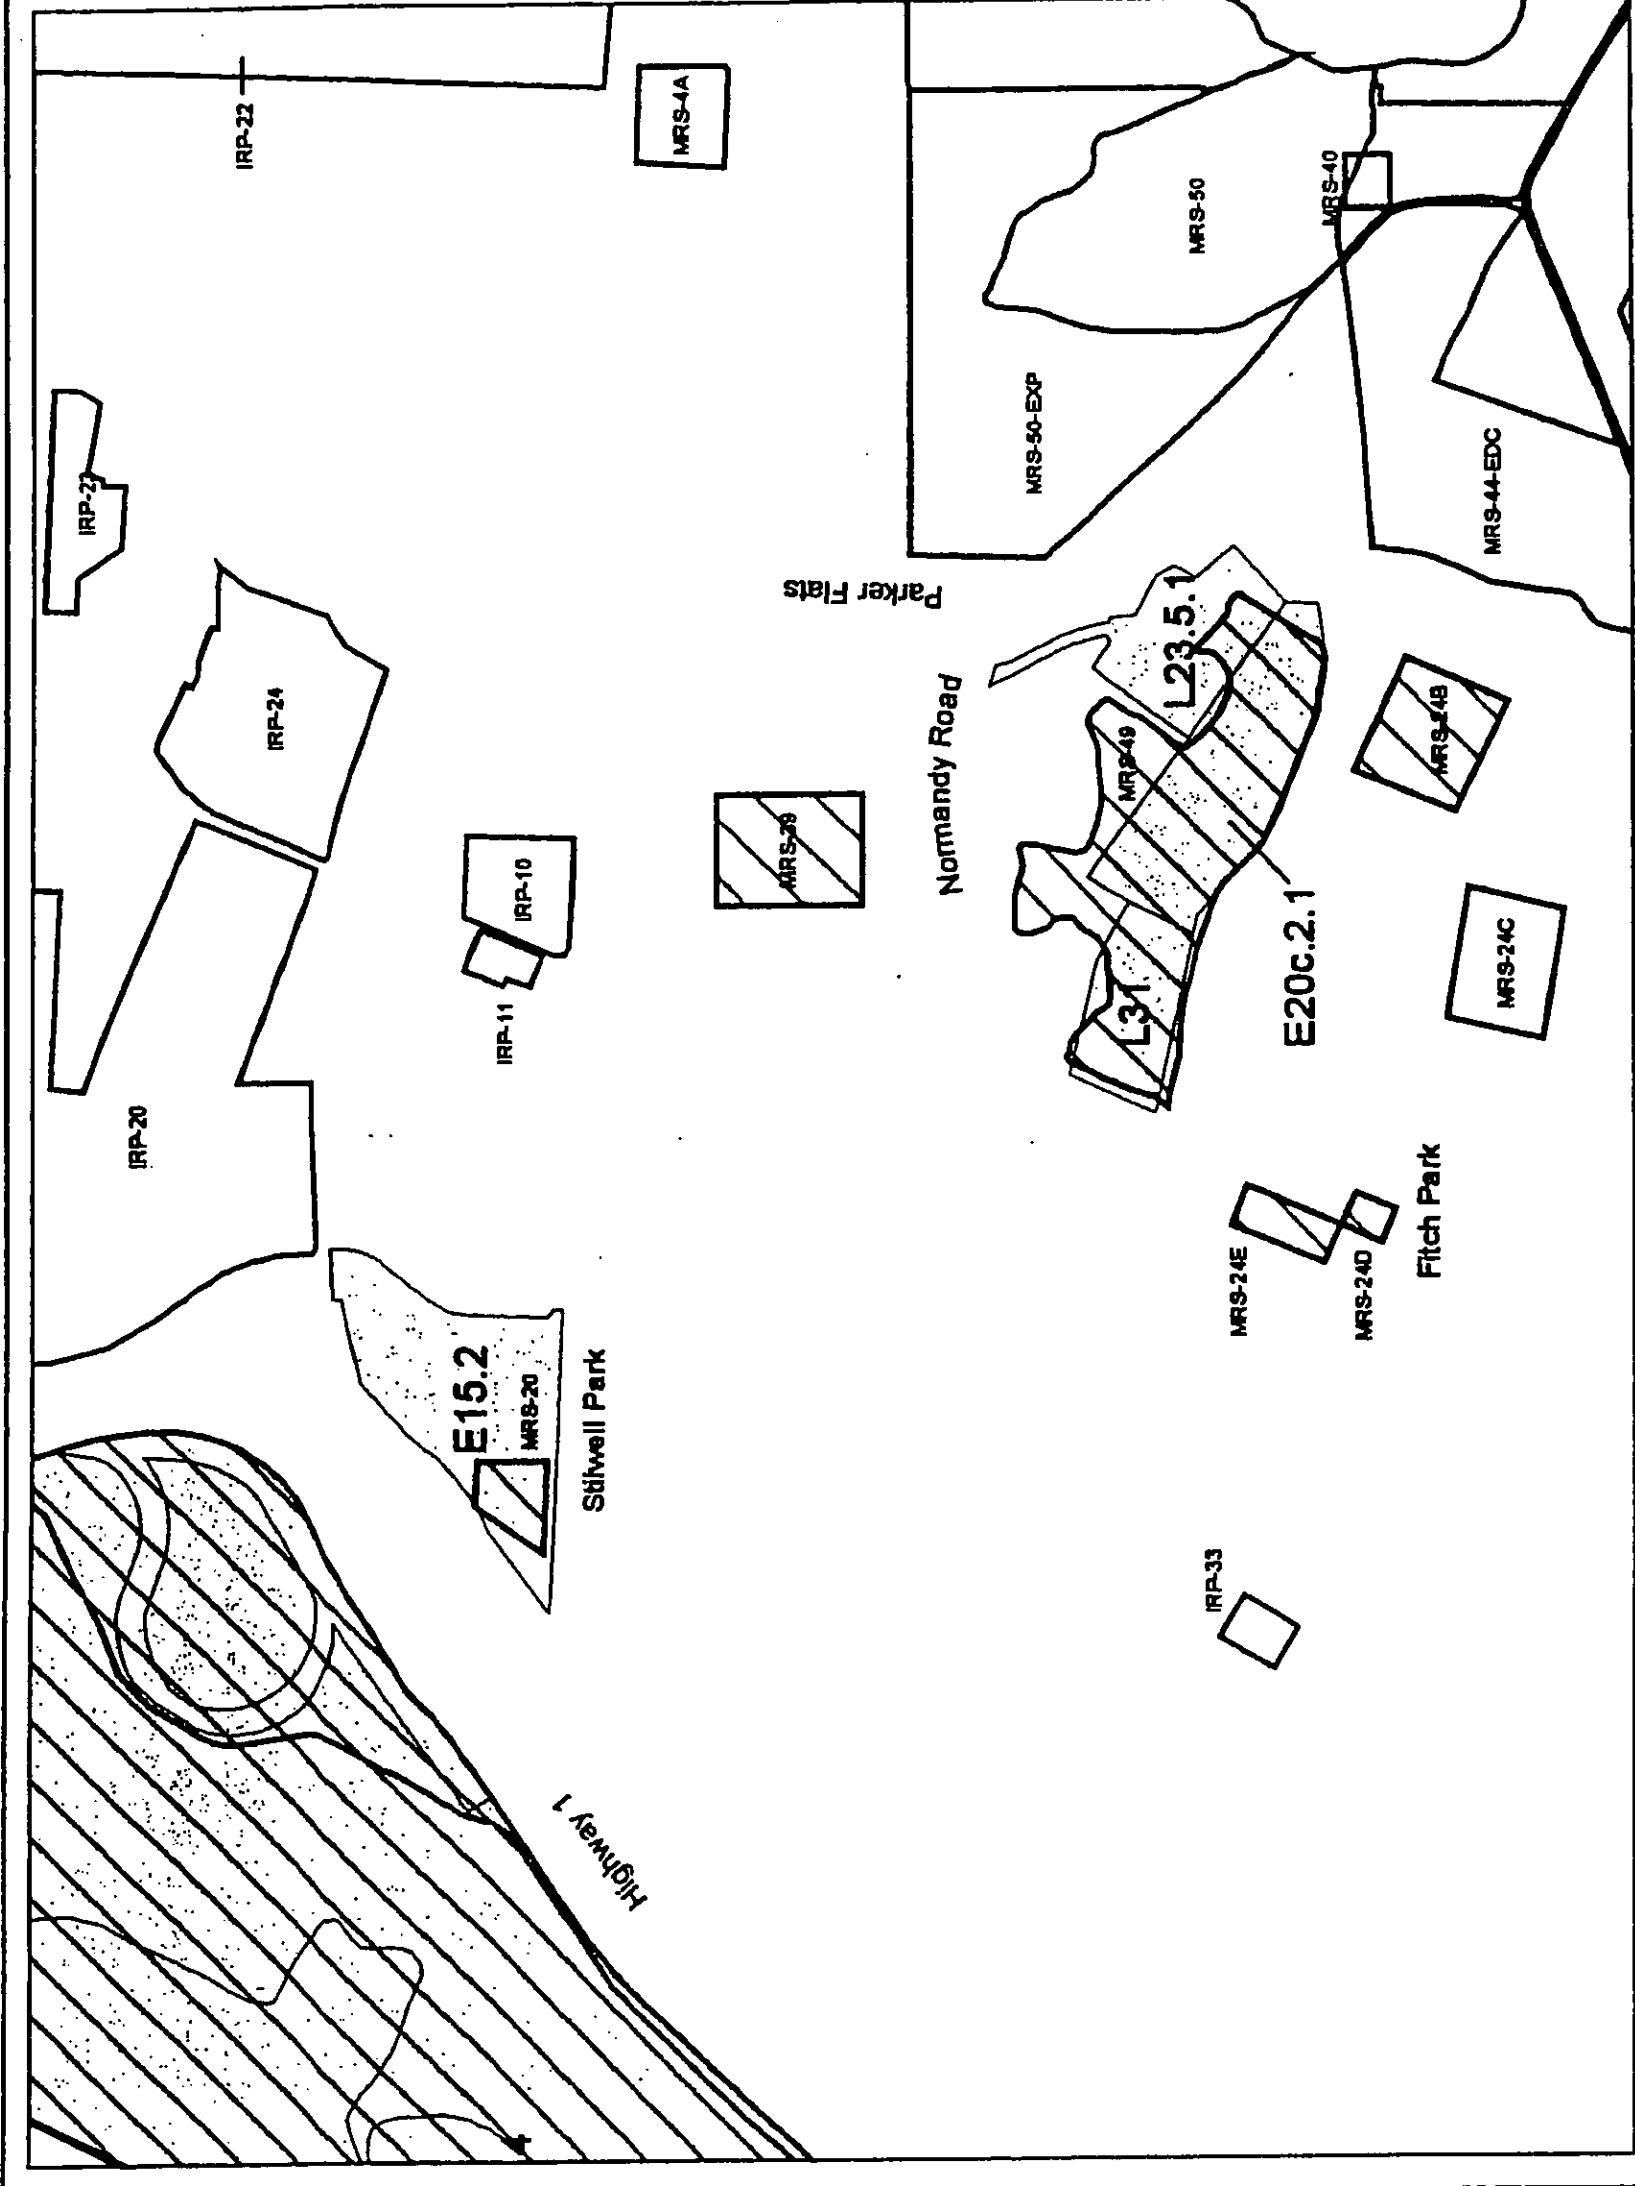 IRP-20
IRP-22
IRP-24
E15.2
MRS-20
IRP-11
IRP-10
Stilwell Park
Highway 1
MRS-4A
MRS-39
Parker Flats
Normandy Road
MRS-50-EXP
MRS-49
L31
L23.5.1
MRS-50
IRP-33
MRS-24E
E20c.2.1
MRS-40
MRS-24D
Fitch Park
MRS-24B
MRS-44-EDC
MRS-24C